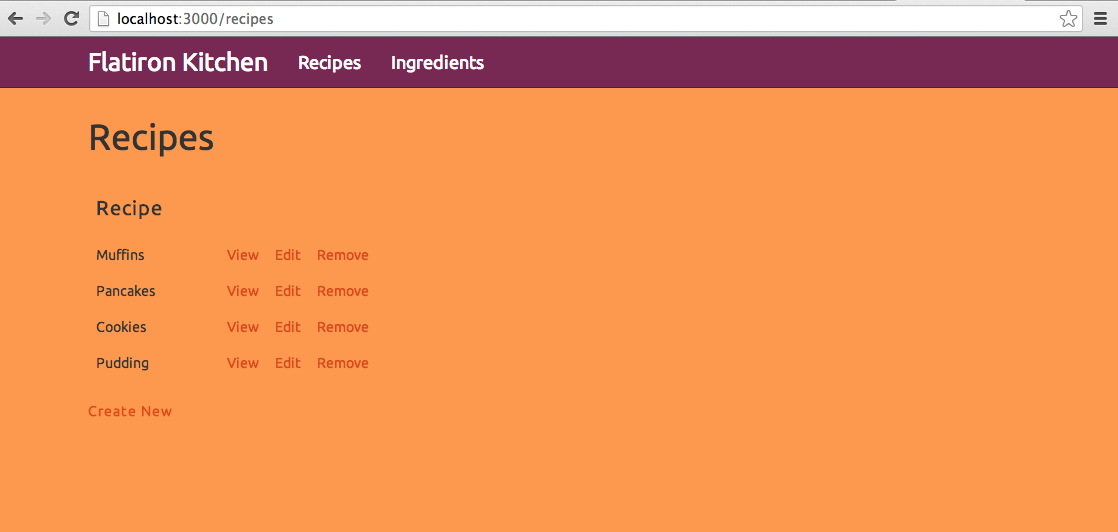 localhost:3000/recipes
Flatiron Kitchen Recipes Ingredients
Recipes
Recipe
Muffins View Edit Remove
Pancakes View Edit Remove
Cookies View Edit Remove
Pudding View Edit Remove
Create New